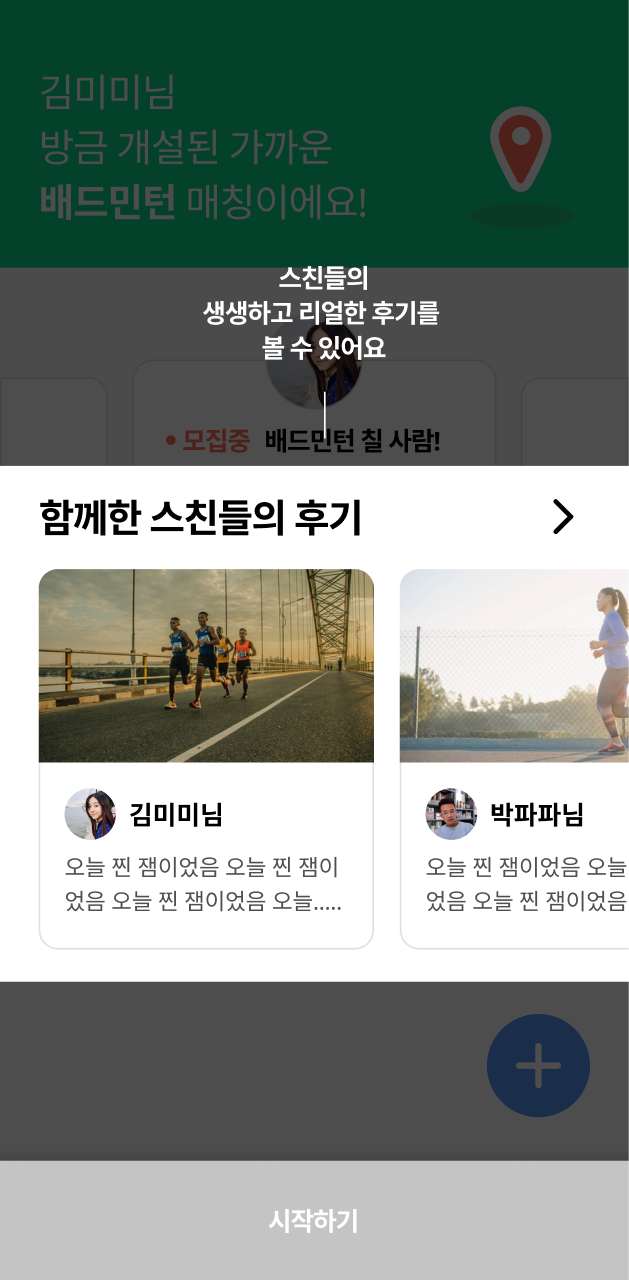 김미미님
방금 개설된 가까운
배드민턴 매칭이에요!
스친들의
생생하고 리얼한 후기를
볼 수 있어요
모집중 배드민턴 칠 사람!
함께한 스친들의 후기
김미미님
오늘 찐 잼이었음 오늘 찐 잼이
었음 오늘 찐 잼이었음 오늘.....
박파파님
오늘 찐 잼이었음 오늘
었음 오늘 찐 잼이었음
시작하기